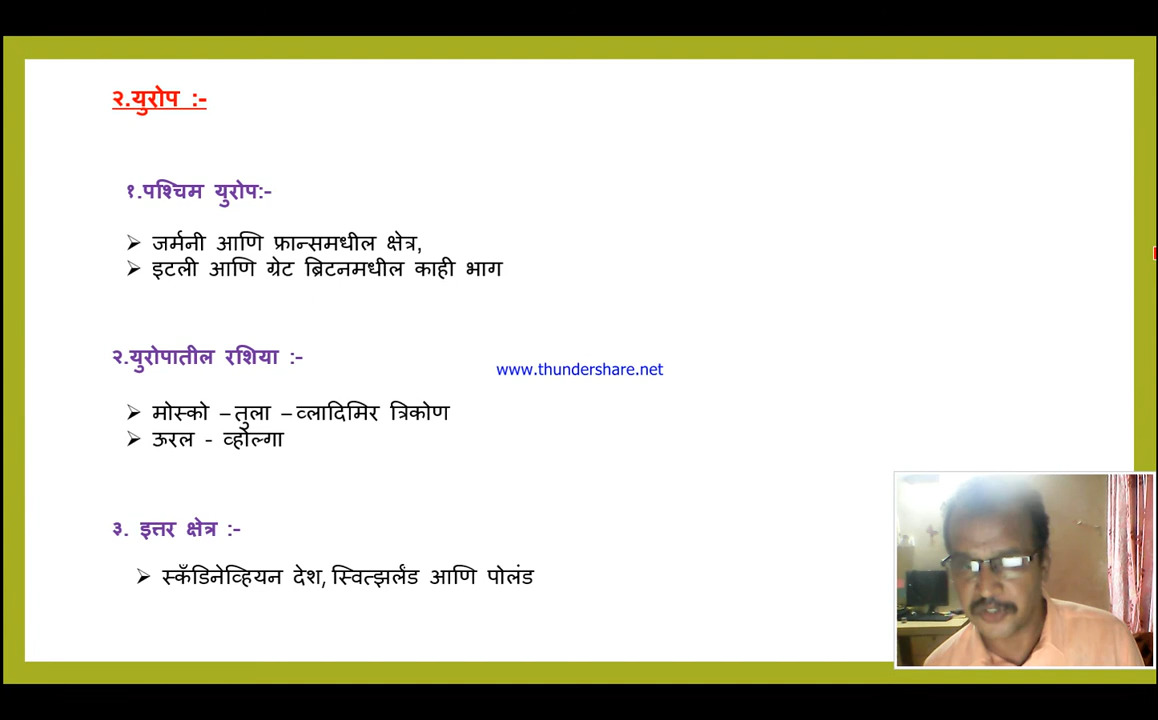 २.युरोप :-
१.पश्चिम युरोप:-
➢ जर्मनी आणि फ्रान्समधील क्षेत्र,
➢ इटली आणि ग्रेट ब्रिटनमधील काही भाग
२.युरोपातील रशिया :-
www.thundershare.net
➢ मोस्को –तुला –व्लादिमिर त्रिकोण
➢ ऊरल - व्होल्गा
३. इत्तर क्षेत्र :-
➢ स्कँडिनेव्हियन देश, स्वित्झर्लंड आणि पोलंड